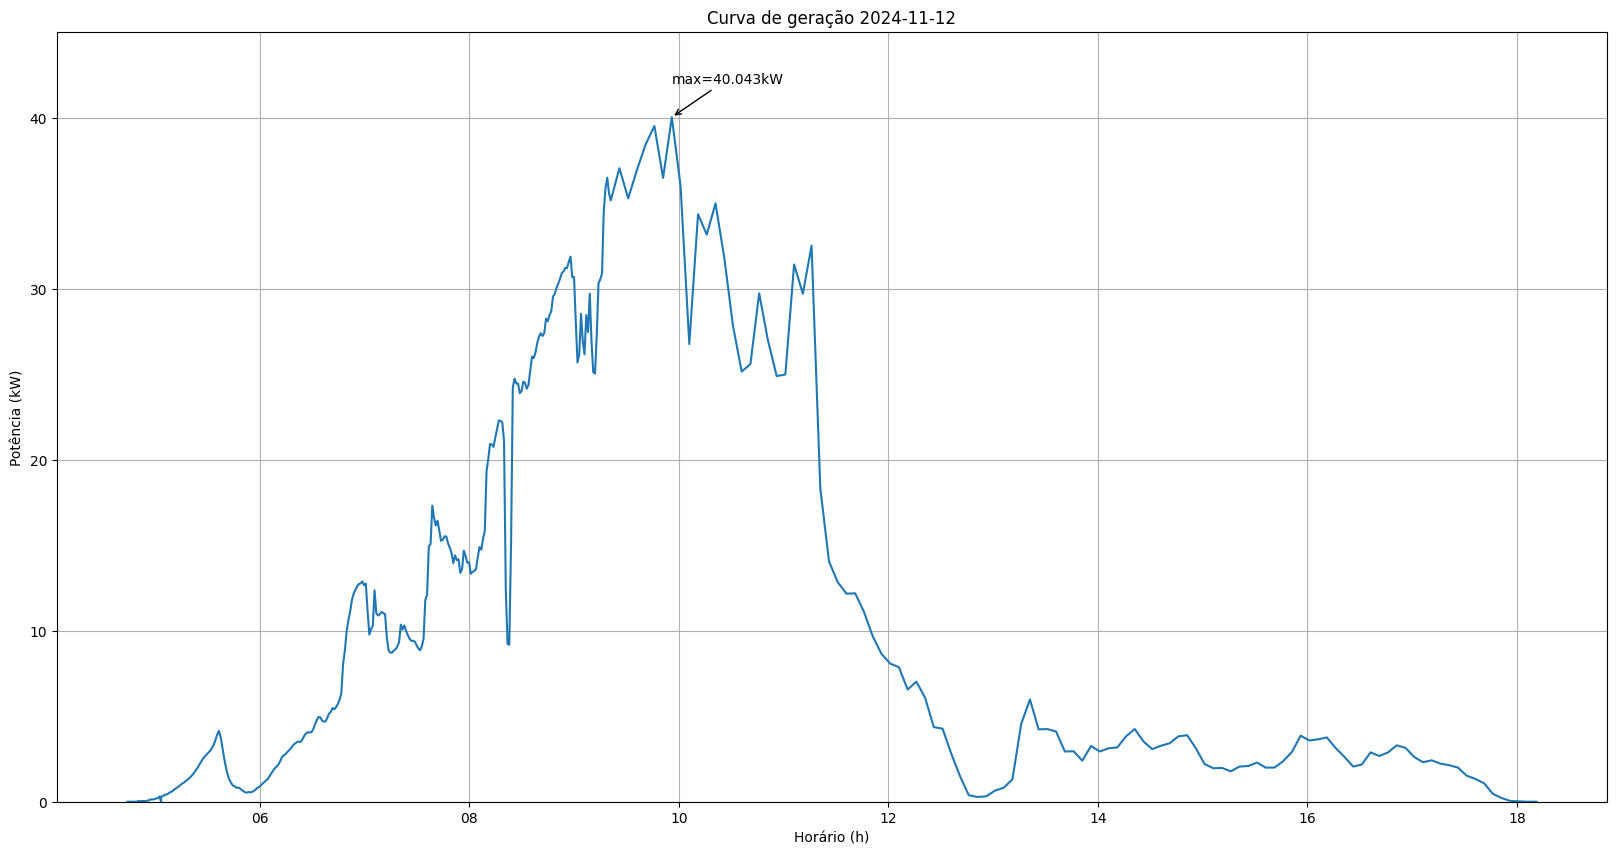 Curva de geração 2024-11-12
max=40.043kW
Potência (kW)
40
30
20
10
0
06 08 10 12 14 16 18
Horário (h)